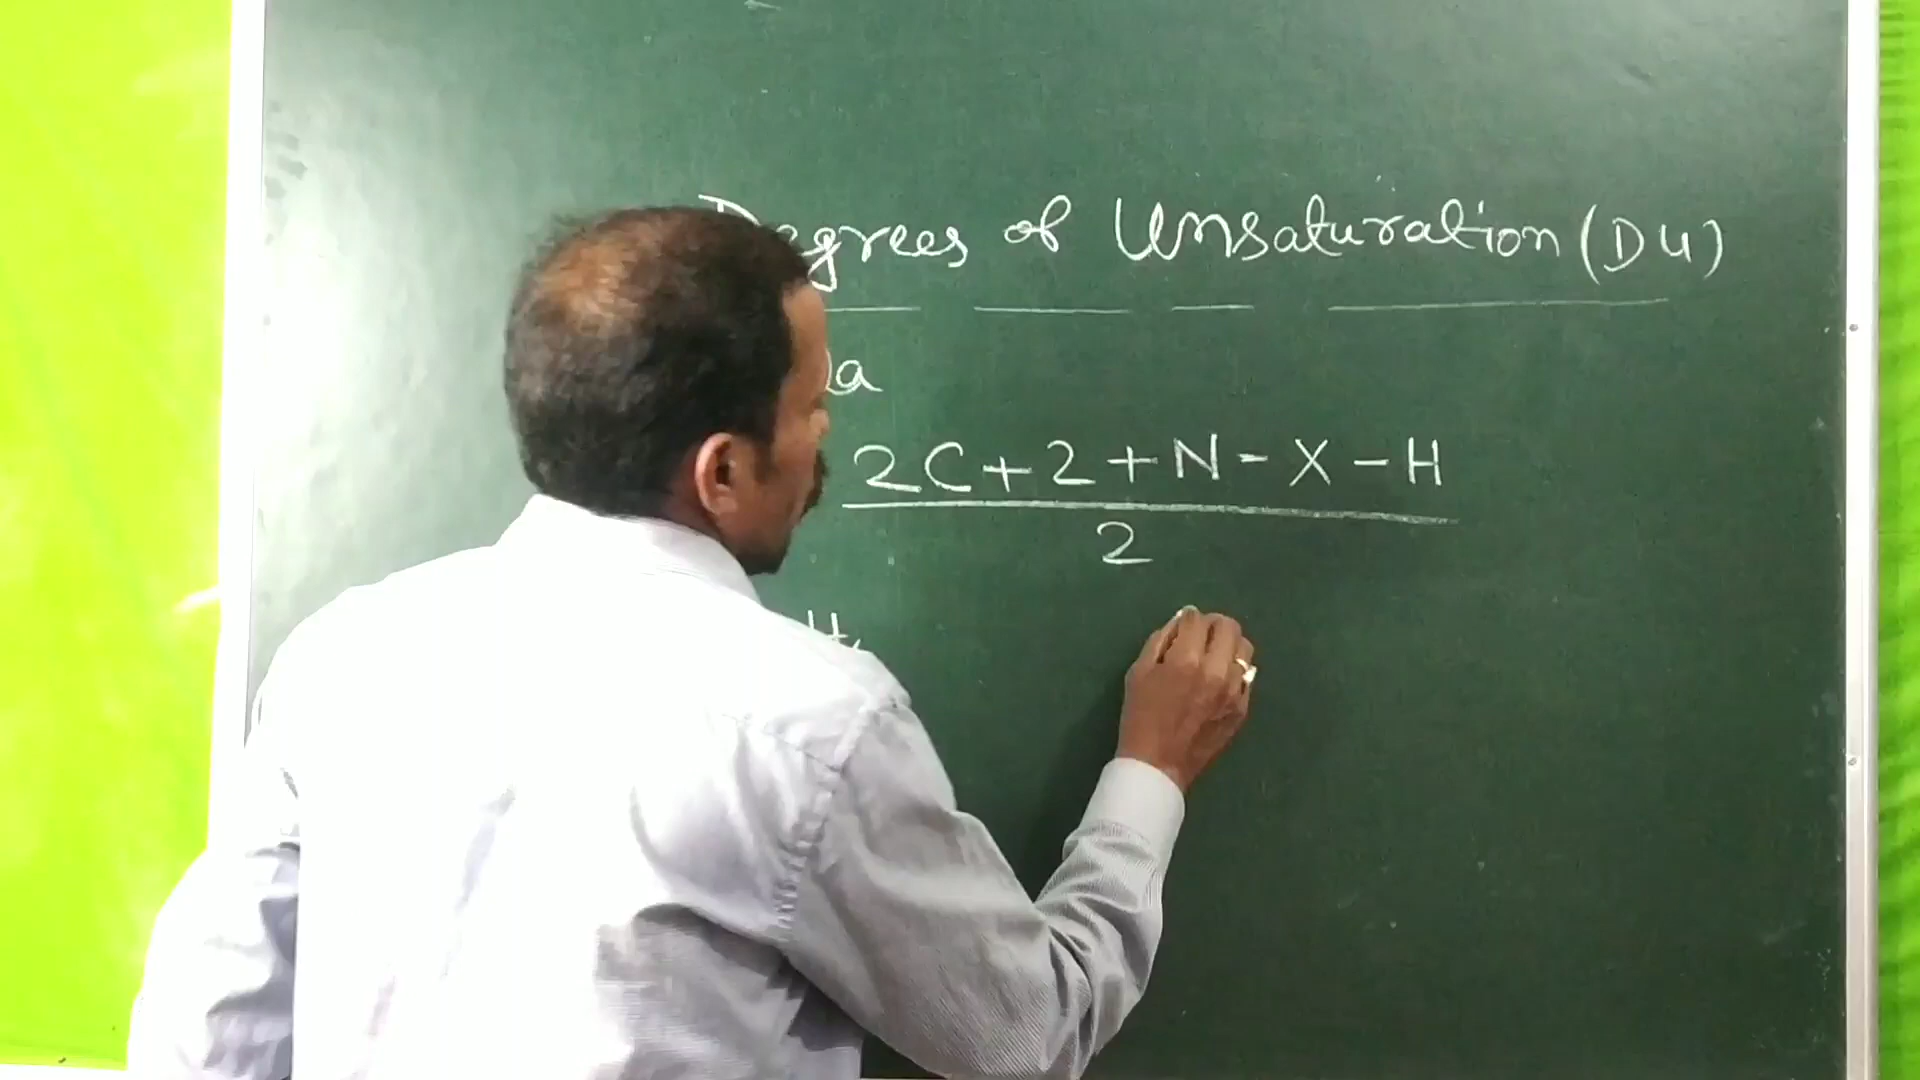 Degrees of Unsaturation (DU)
2C+2+N-X-H
2